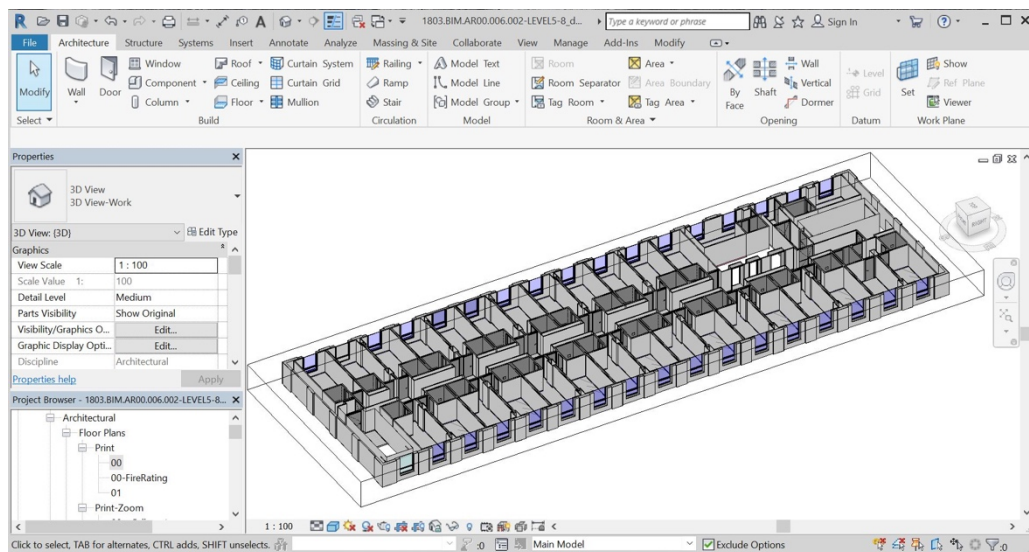 R A 1803.BIM.AR00.006.002-LEVEL5-8_d... Type a keyword or phrase Sign In
File Architecture Structure Systems Insert Annotate Analyze Massing & Site Collaborate View Manage Add-Ins Modify
Modify Wall Door Window Roof Curtain System Railing Model Text Room Area By Face Shaft Wall Level Set Show
Component Ceiling Curtain Grid Ramp Model Line Room Separator Area Boundary Vertical Grid Ref Plane
Column Floor Mullion Stair Model Group Tag Room Tag Area Dormer Viewer
Select Build Circulation Model Room & Area Opening Datum Work Plane
Properties
3D View
3D View-Work
3D View: {3D} Edit Type
Graphics
View Scale 1 : 100
Scale Value 1: 100
Detail Level Medium
Parts Visibility Show Original
Visibility/Graphics O... Edit...
Graphic Display Opti... Edit...
Discipline Architectural
Properties help Apply
Project Browser - 1803.BIM.AR00.006.002-LEVEL5-8...
Architectural
Floor Plans
Print
00
00-FireRating
01
Print-Zoom
1 : 100
Click to select, TAB for alternates, CTRL adds, SHIFT unselects. :0 Main Model Exclude Options :0